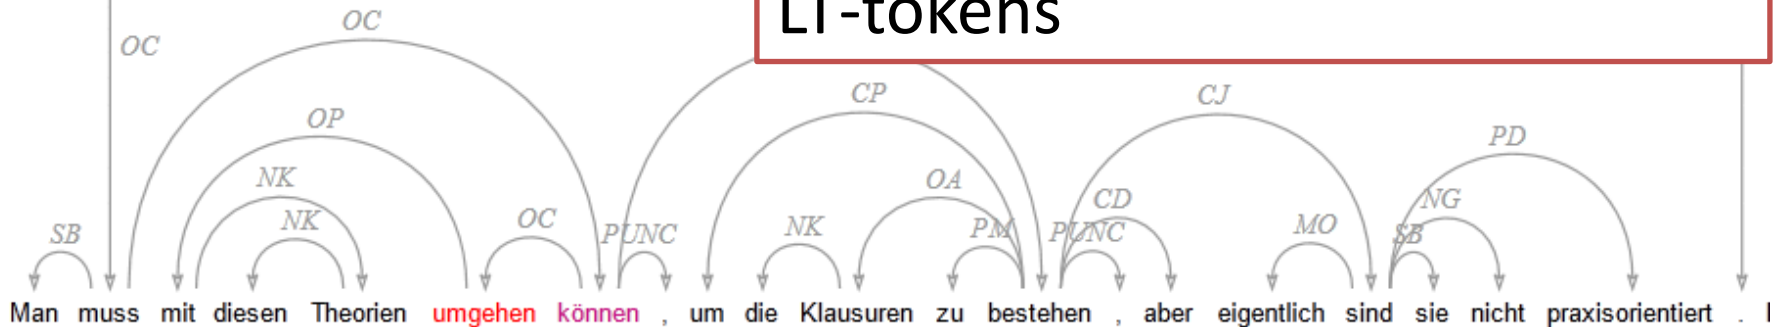 LT-tokens
OC
OC
CP
CJ
OP
PD
NK
OA
NK
OC
NK
CD
NG
SB
PUNC
PM
PUNC
MO
SB
Man muss mit diesen Theorien umgehen können , um die Klausuren zu bestehen , aber eigentlich sind sie nicht praxisorientiert .